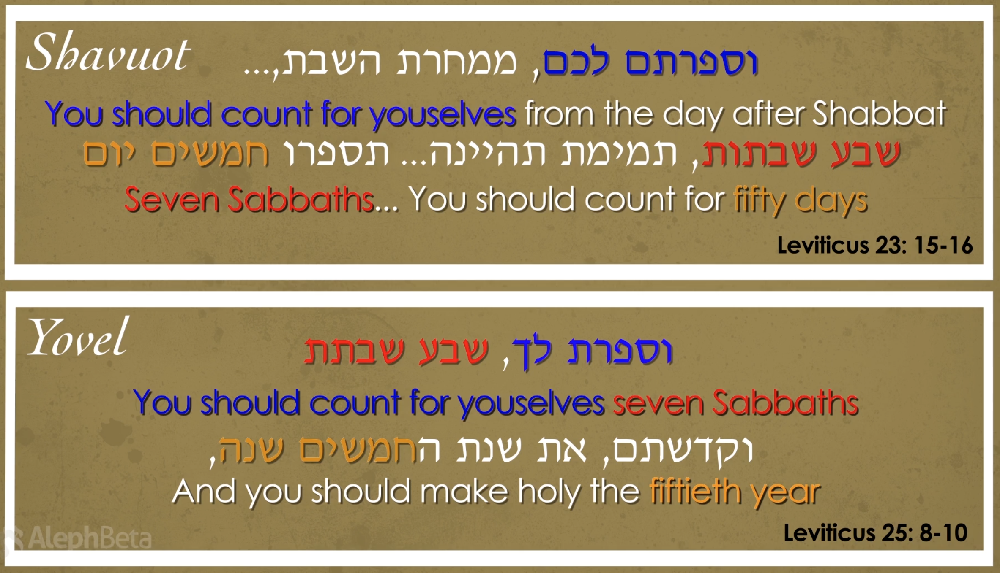 Shavuot
וספרתם לכם, ממחרת השבת,...
You should count for youselves from the day after Shabbat
שבע שבתות, תמימת תהיינה... תספרו חמשים יום
Seven Sabbaths... You should count for fifty days
Leviticus 23: 15-16
Yovel
וספרת לך, שבע שבתת
You should count for youselves seven Sabbaths
וקדשתם, את שנת החמשים שנה,
And you should make holy the fiftieth year
Leviticus 25: 8-10
AlephBeta